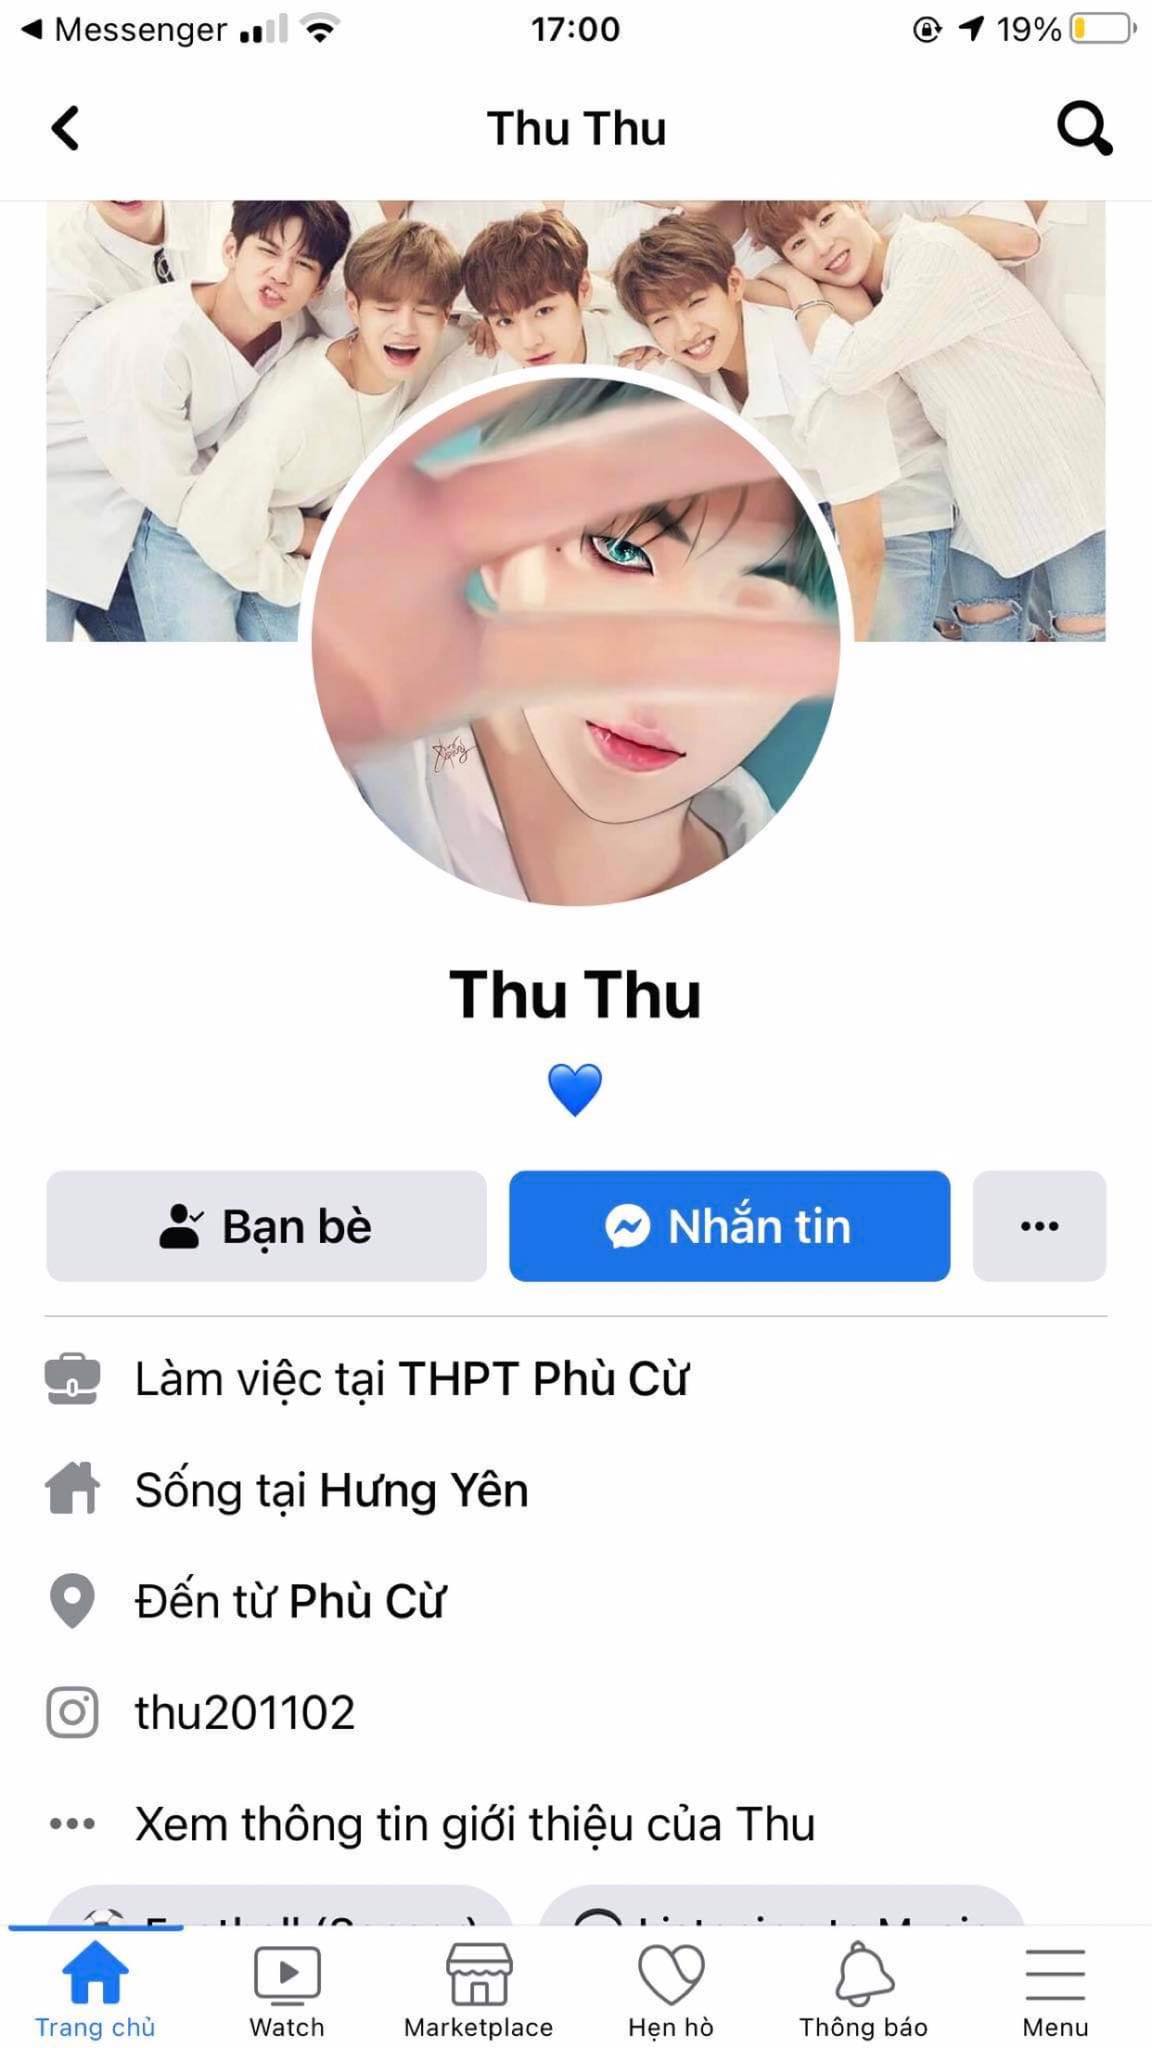 Messenger 17:00 19%
Thu Thu
Thu Thu
Bạn bè Nhắn tin
Làm việc tại THPT Phù Cừ
Sống tại Hưng Yên
Đến từ Phù Cừ
thu201102
Xem thông tin giới thiệu của Thu
Trang chủ Watch Marketplace Hẹn hò Thông báo Menu